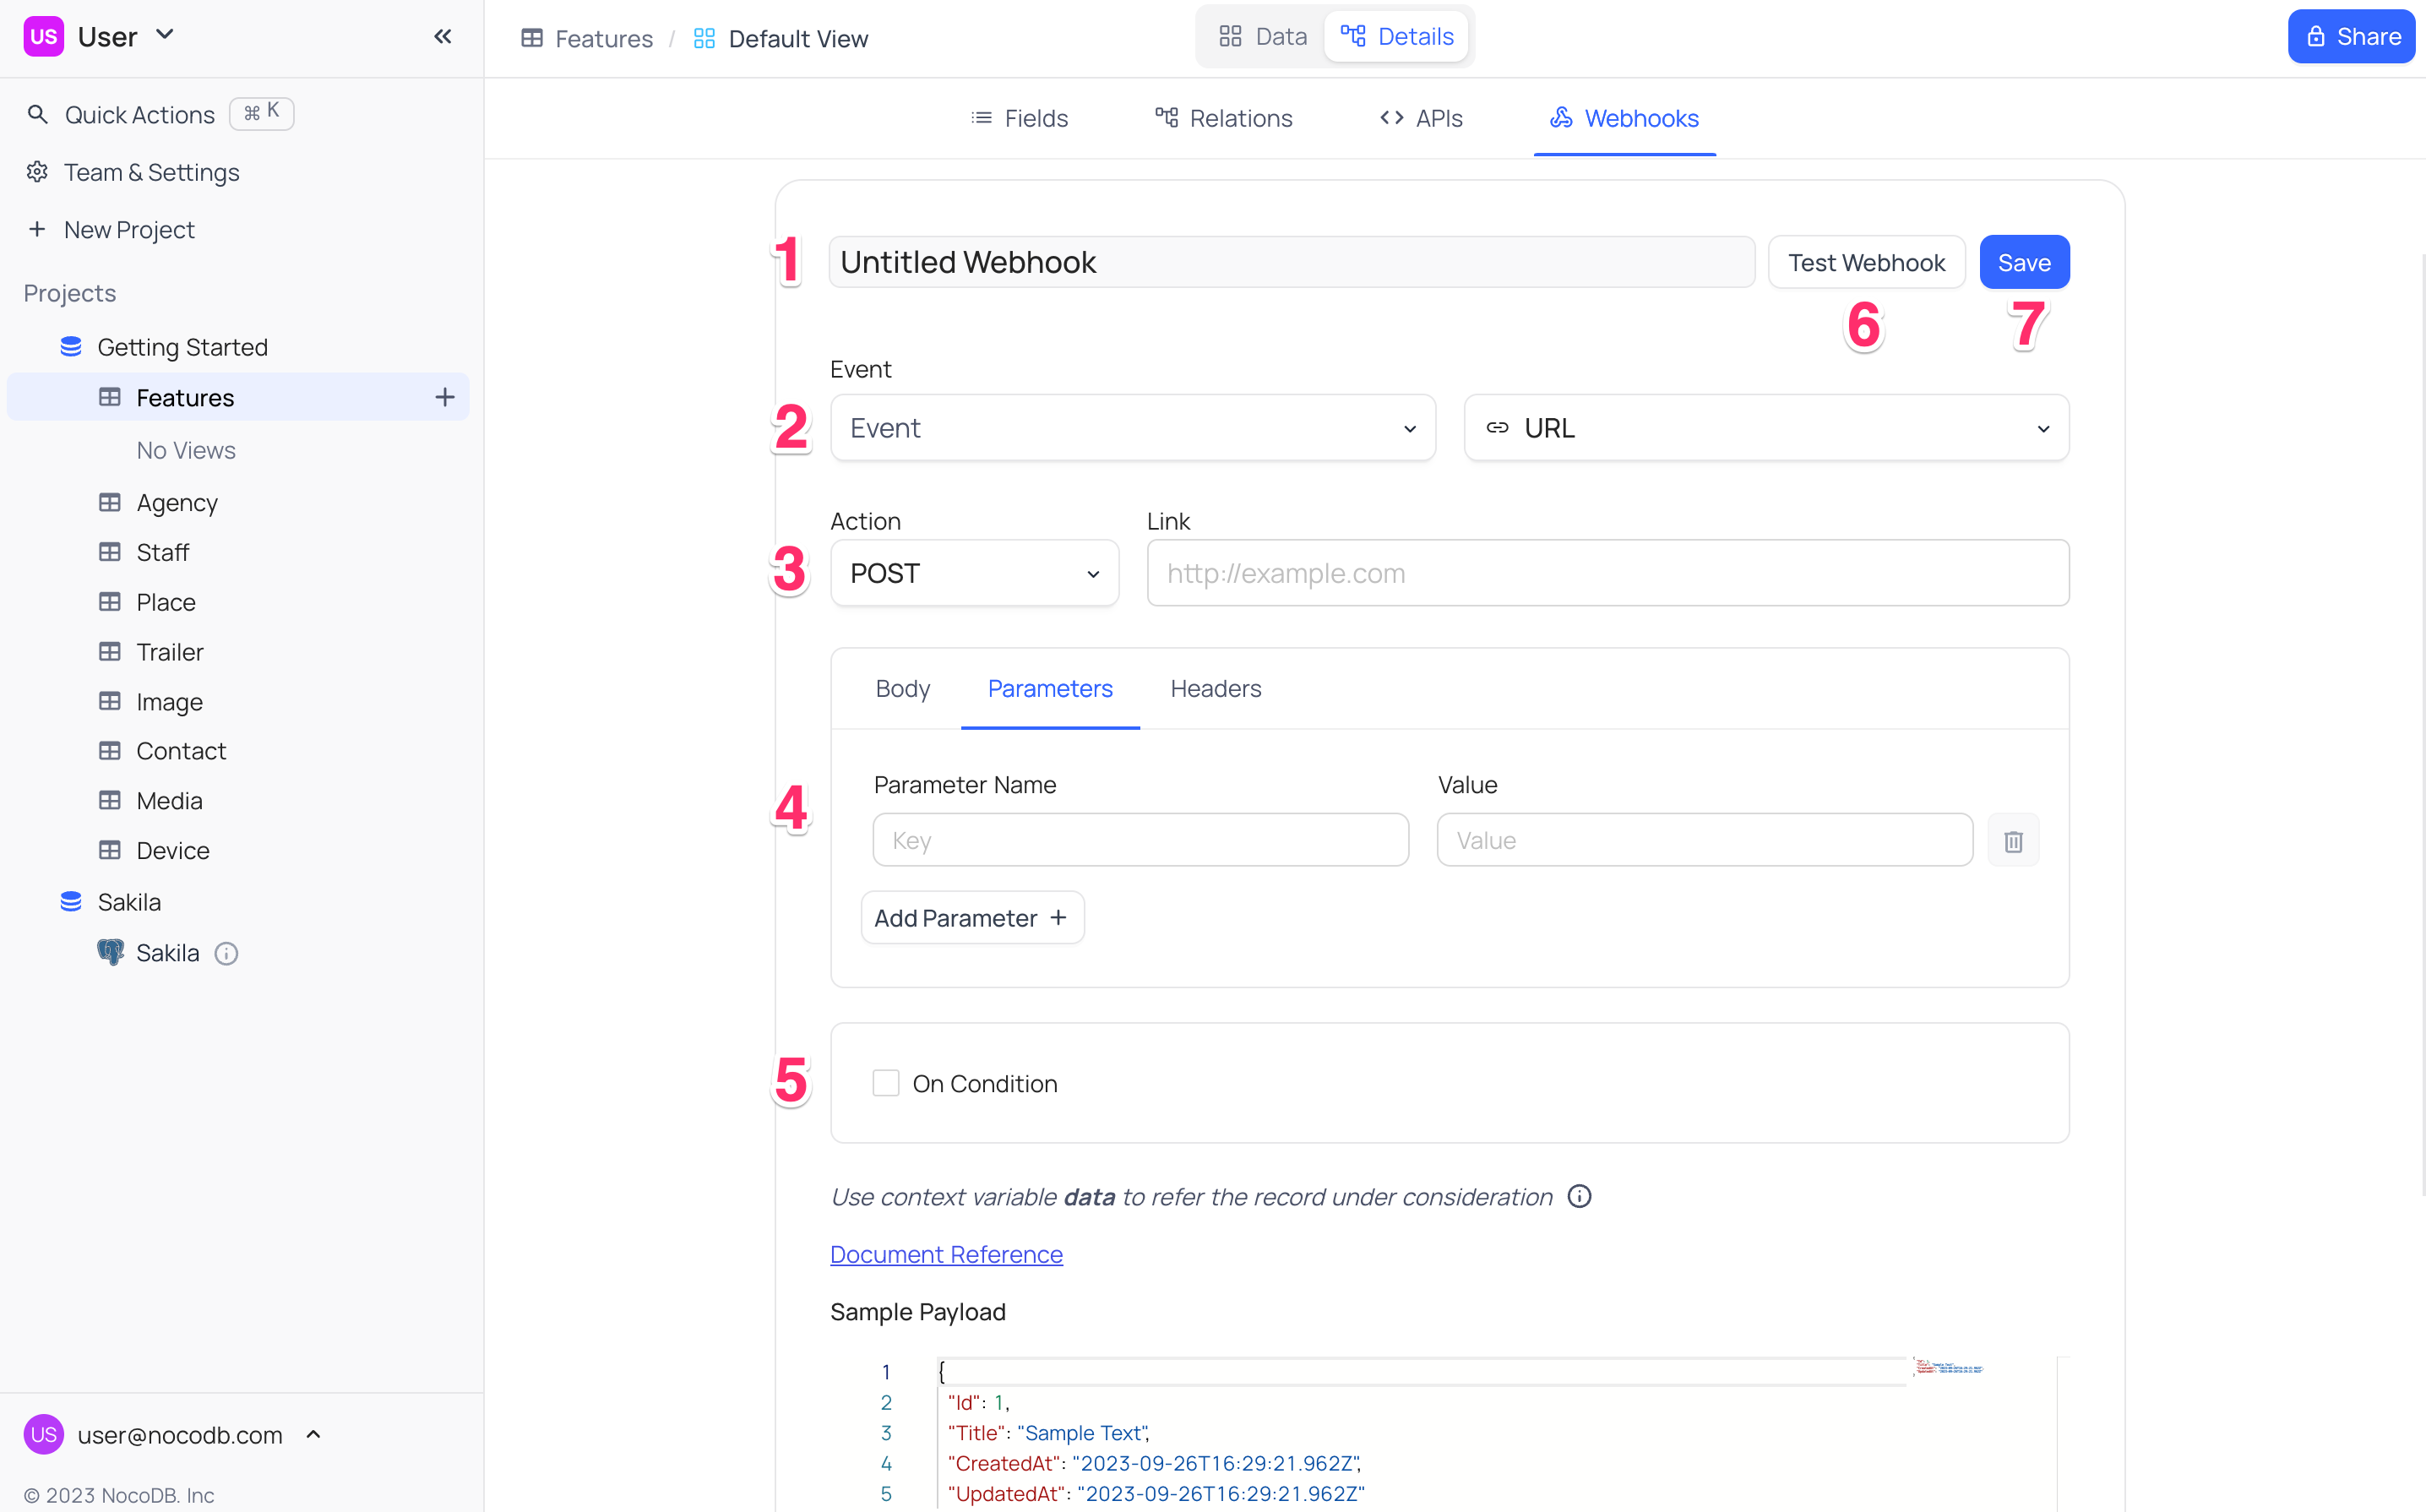 US User
Quick Actions ⌘ K
Team & Settings
New Project
Projects
Getting Started
Features
No Views
Agency
Staff
Place
Trailer
Image
Contact
Media
Device
Sakila
Sakila
US user@nocodb.com
© 2023 NocoDB. Inc
Features / Default View
Data Details
Share
Fields Relations APIs Webhooks
1 Untitled Webhook Test Webhook Save
6 7
Event
2 Event URL
Action Link
3 POST http://example.com
Body Parameters Headers
Parameter Name Value
4 Key Value
Add Parameter +
5 On Condition
Use context variable data to refer the record under consideration
Document Reference
Sample Payload
1 {
2 "Id": 1,
3 "Title": "Sample Text",
4 "CreatedAt": "2023-09-26T16:29:21.962Z",
5 "UpdatedAt": "2023-09-26T16:29:21.962Z"